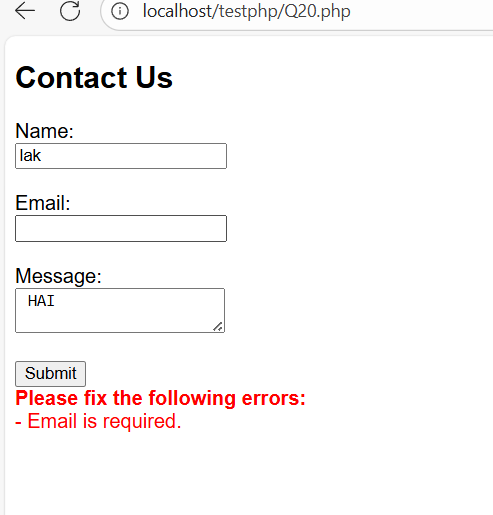 localhost/testphp/Q20.php
Contact Us
Name:
lak
Email:
Message:
HAI
Submit
Please fix the following errors:
- Email is required.